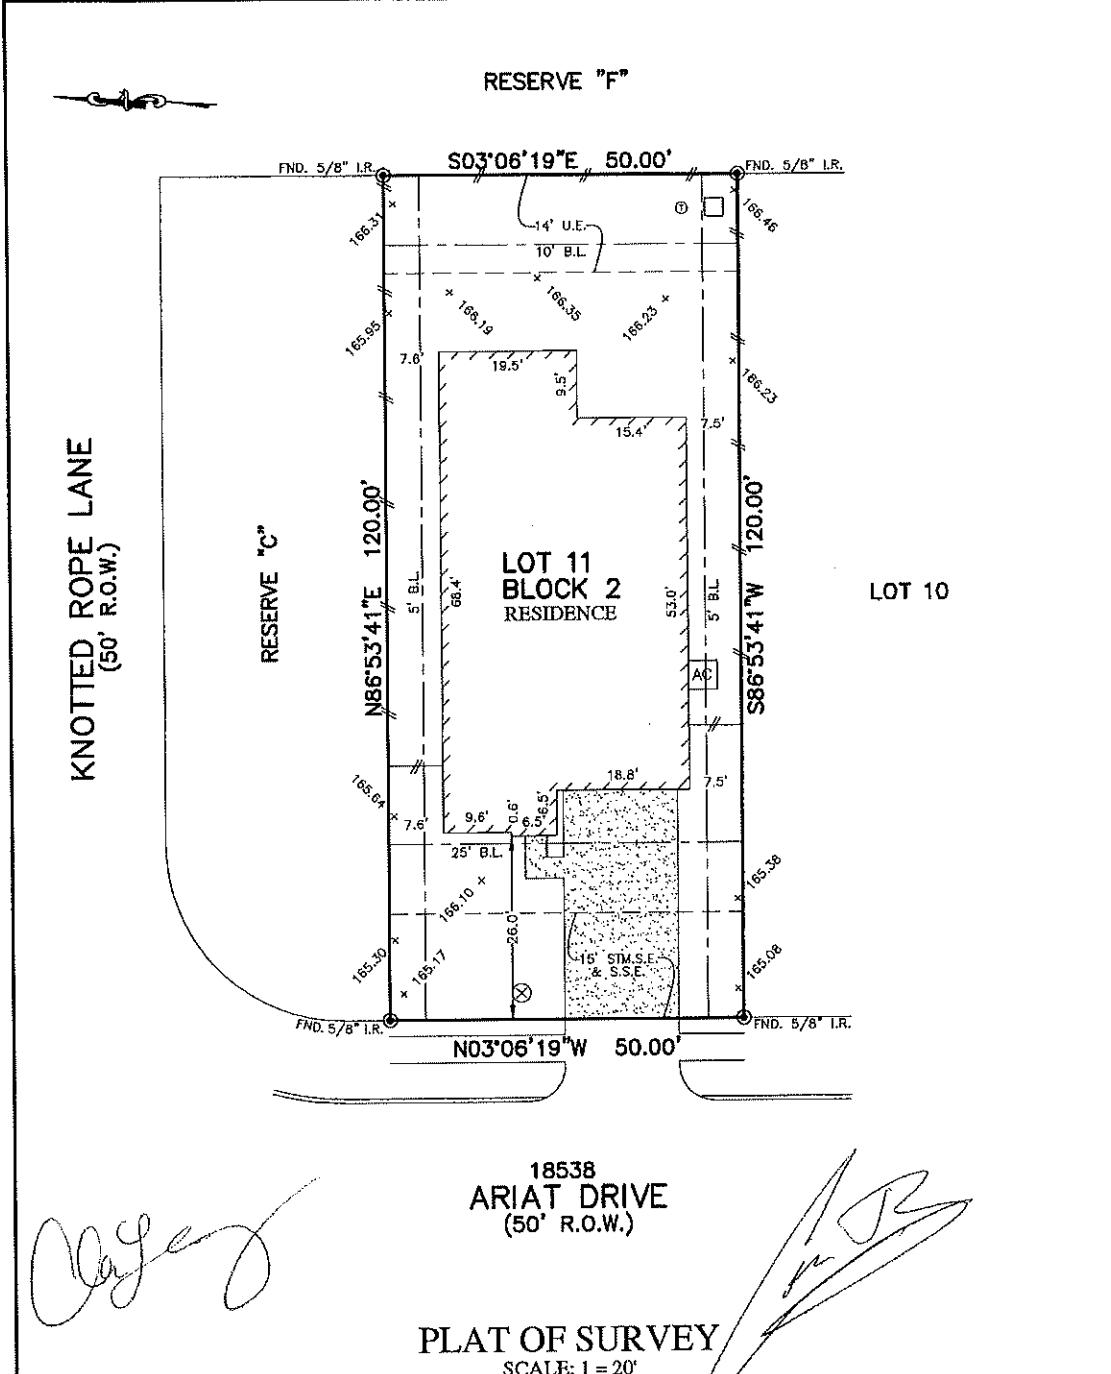 RESERVE "F"
S03°06'19"E 50.00'
FND. 5/8" I.R.
FND. 5/8" I.R.
166.31
166.46
14' U.E.
10' B.L.
166.19
166.35
166.23
165.95
186.23
7.6'
19.5'
9.5'
15.4'
7.5'
KNOTTED ROPE LANE
(50' R.O.W.)
RESERVE "C"
N86°53'41"E 120.00'
5' B.L.
68.4'
LOT 11
BLOCK 2
RESIDENCE
53.0'
5' B.L.
S86°53'41"W 120.00'
LOT 10
AC
18.8'
7.5'
165.64
7.6'
9.6'
0.6'
6.5'
6.5'
25' B.L.
166.10
165.38
26.0'
165.30
165.17
15' STM.S.E.
& S.S.E.
165.08
FND. 5/8" I.R.
FND. 5/8" I.R.
N03°06'19"W 50.00'
18538
ARIAT DRIVE
(50' R.O.W.)
PLAT OF SURVEY
SCALE: 1 = 20'